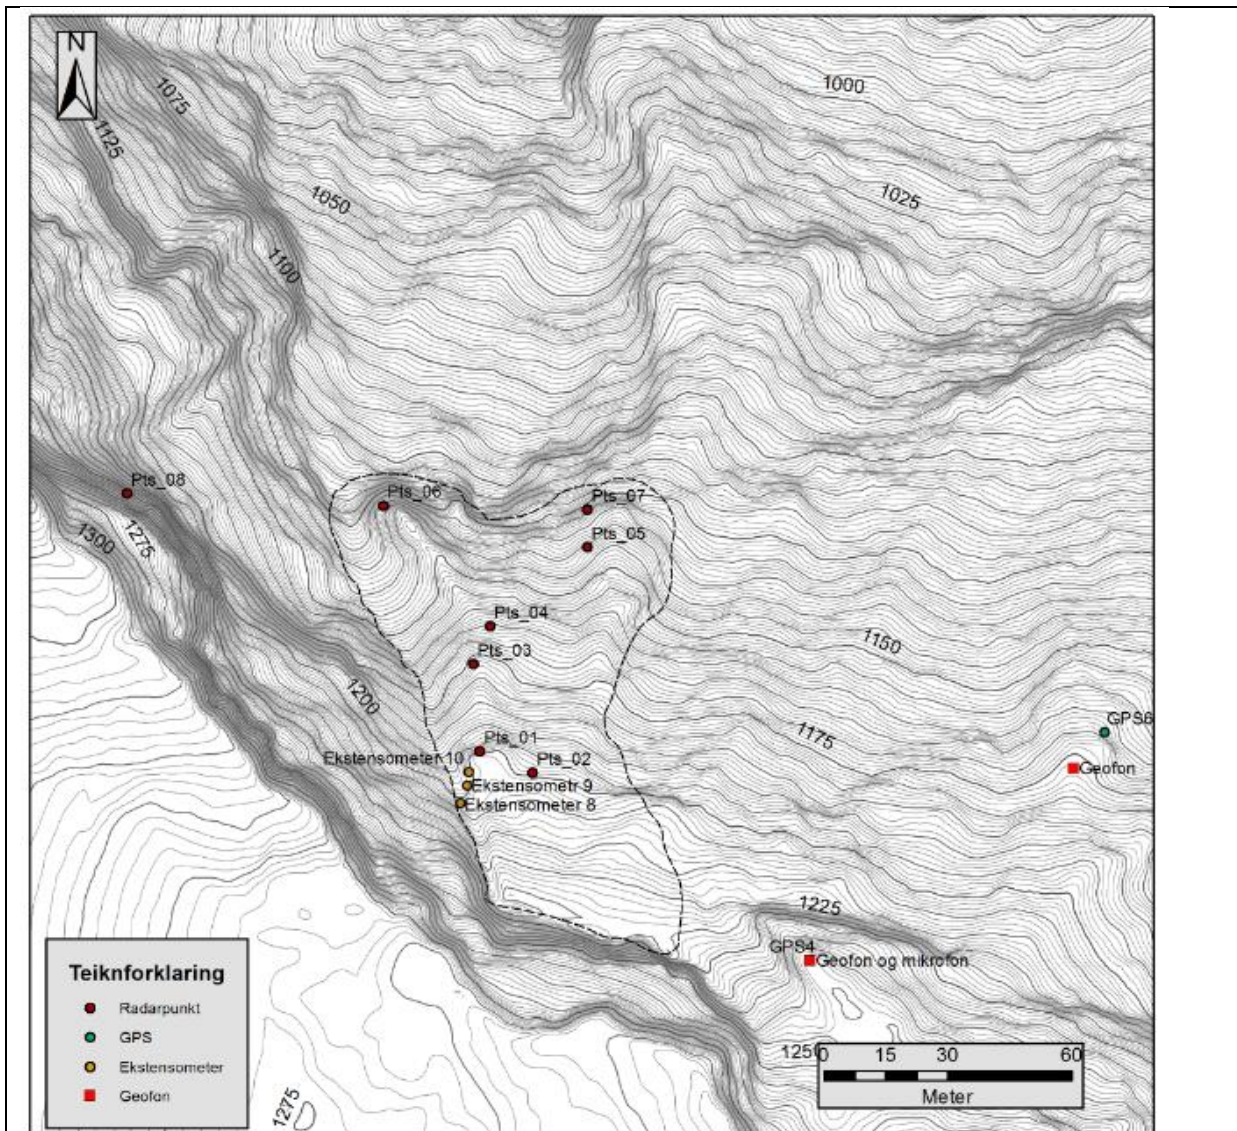 N
1000
1075
1125
1050
1025
1100
Pts_08
Pts_06
Pts_07
1275
1300
Pts_05
Pts_04
1150
Pts_03
1200
GPS6
1175
Pts_01
Ekstensometer 10
Pts_02
Geofon
Ekstensometr 9
Ekstensometer 8
1225
GPS4
Geofon og mikrofon
Teiknforklaring
Radarpunkt
GPS
Ekstensometer
Geofon
1250
0 15 30 60
Meter
1275